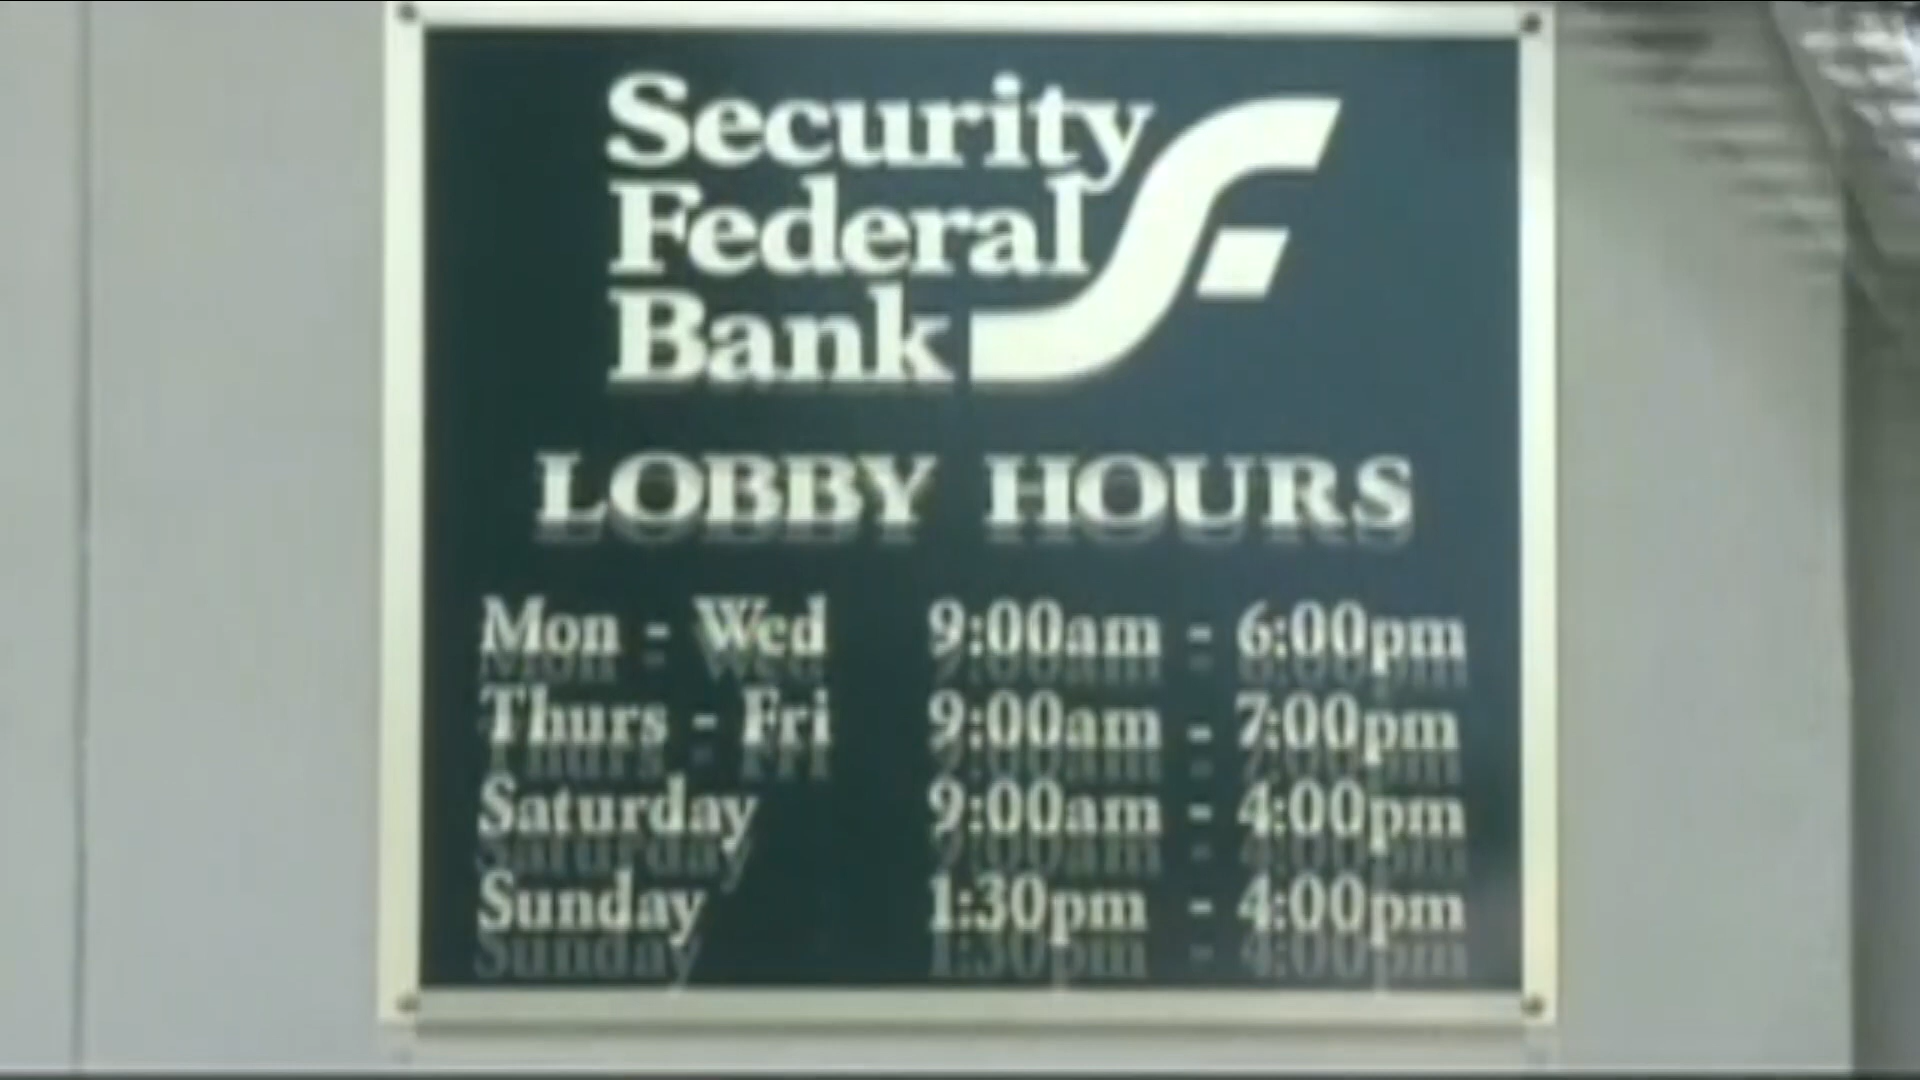 Security
Federal
Bank
LOBBY HOURS
Mon - Wed 9:00am - 6:00pm
Thurs - Fri 9:00am - 7:00pm
Saturday 9:00am - 4:00pm
Sunday 1:30pm - 4:00pm